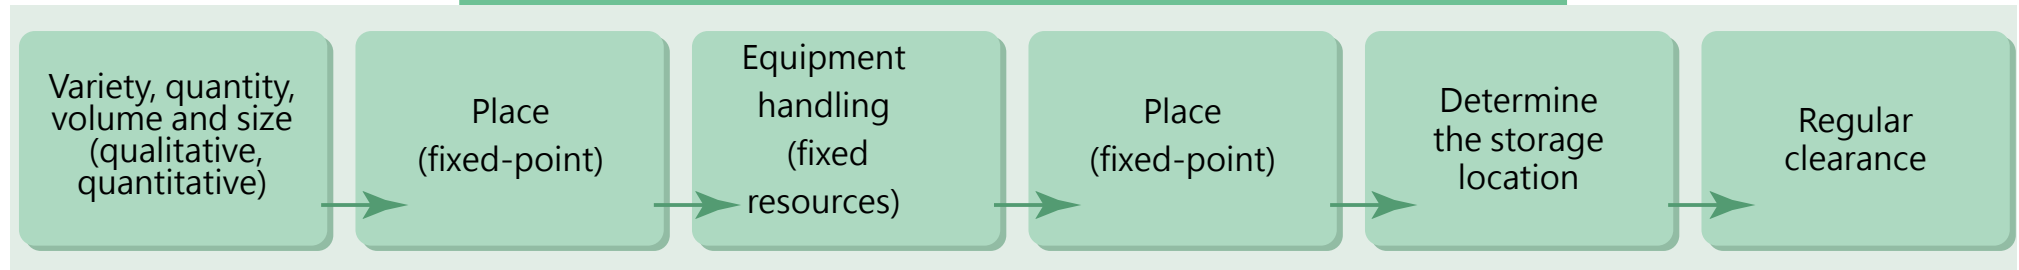 Variety, quantity,
volume and size
(qualitative,
quantitative)
Place
(fixed-point)
Equipment
handling
(fixed
resources)
Place
(fixed-point)
Determine
the storage
location
Regular
clearance